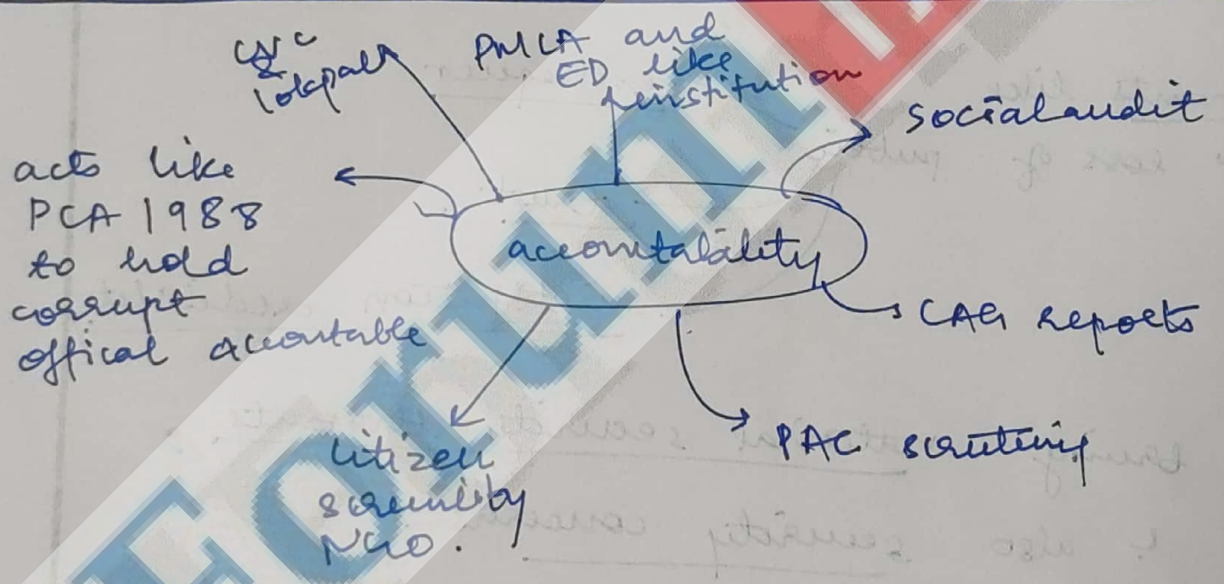 CVC
&
lokpal
PMLA and
ED like
institution
social audit
acts like
PCA 1988
to hold
corrupt
offical accountable
accountability
CAG reports
PAC scrutiny
Citizen
NGO.
Forum